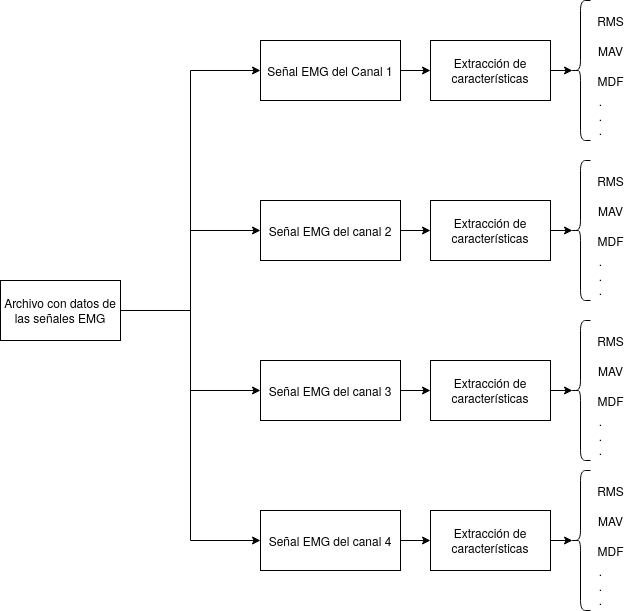 Archivo con datos de
las señales EMG
Señal EMG del Canal 1
Extracción de
características
RMS
MAV
MDF
.
.
.
Señal EMG del canal 2
Extracción de
características
RMS
MAV
MDF
.
.
.
Señal EMG del canal 3
Extracción de
características
RMS
MAV
MDF
.
.
.
Señal EMG del canal 4
Extracción de
características
RMS
MAV
MDF
.
.
.